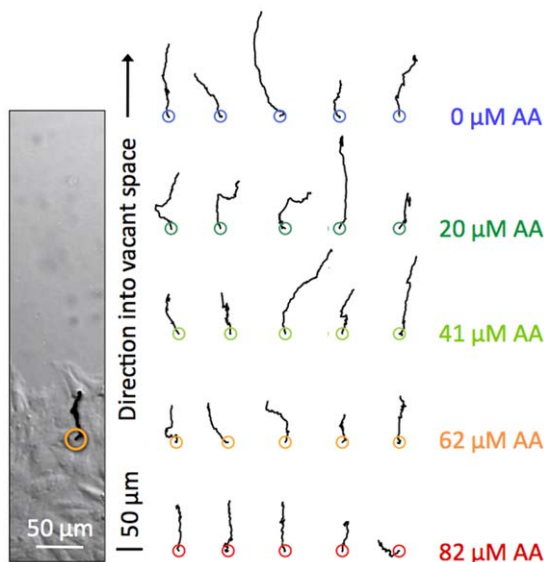 Direction into vacant space
0 µM AA
20 µM AA
41 µM AA
62 µM AA
82 µM AA
50 µm
50 µm